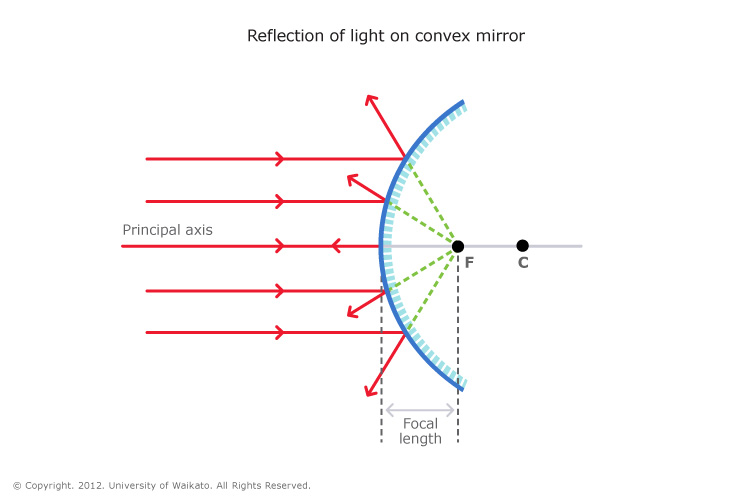 Reflection of light on convex mirror
Principal axis
F
C
Focal
length
© Copyright. 2012. University of Waikato. All Rights Reserved.